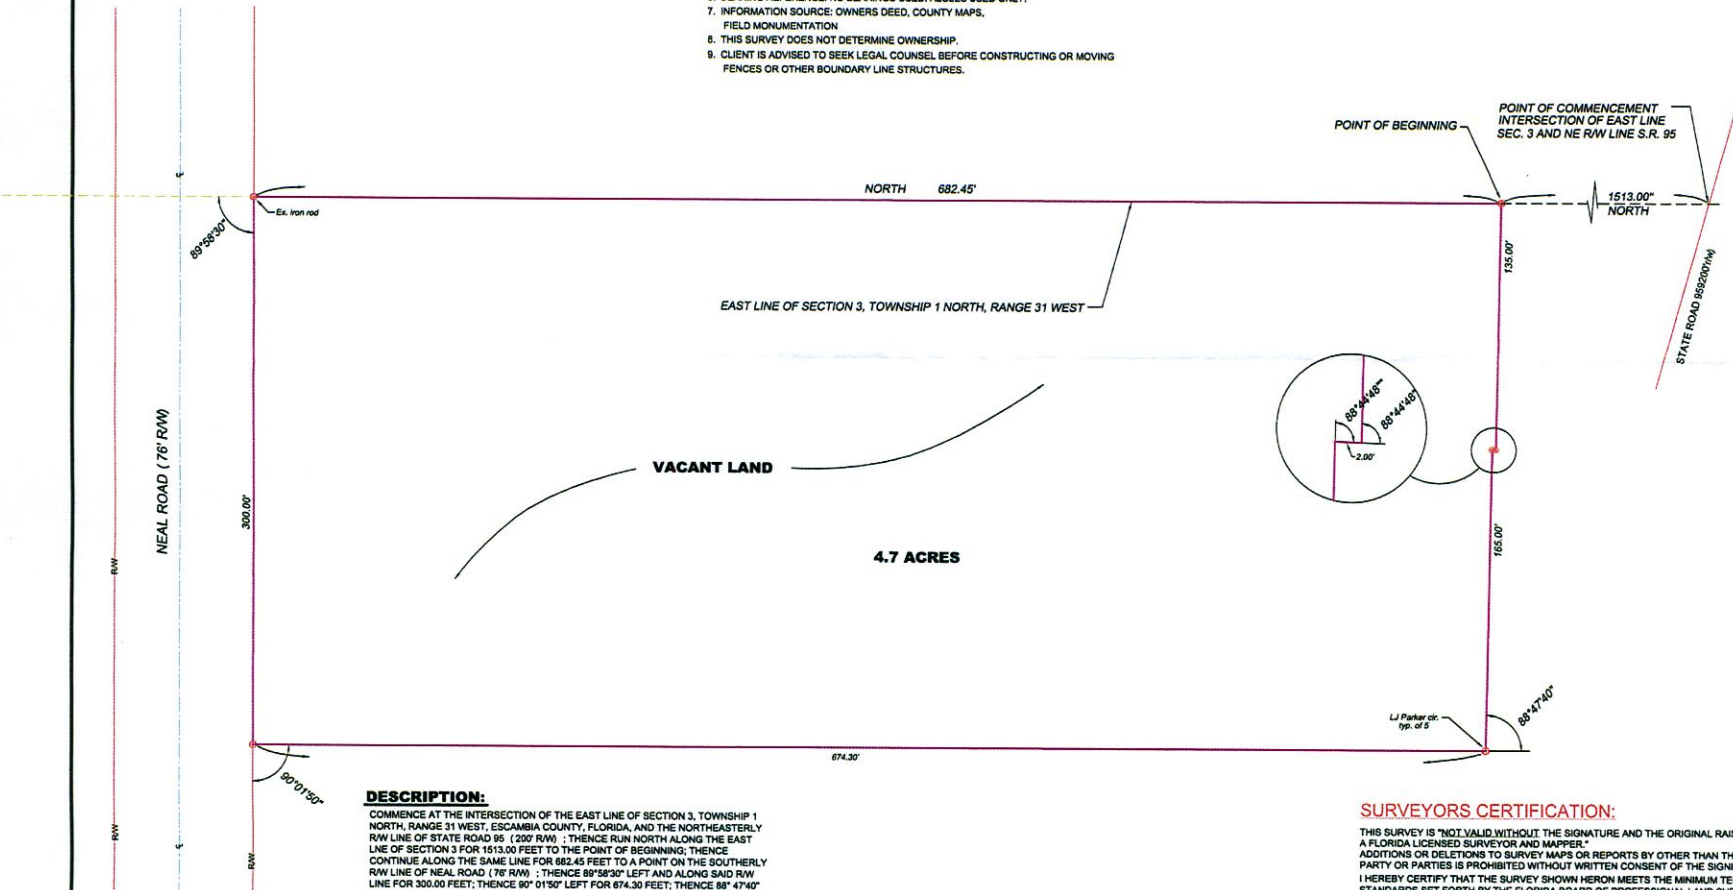 7. INFORMATION SOURCE: OWNERS DEED, COUNTY MAPS,
FIELD MONUMENTATION
8. THIS SURVEY DOES NOT DETERMINE OWNERSHIP.
9. CLIENT IS ADVISED TO SEEK LEGAL COUNSEL BEFORE CONSTRUCTING OR MOVING
FENCES OR OTHER BOUNDARY LINE STRUCTURES.
POINT OF BEGINNING
POINT OF COMMENCEMENT
INTERSECTION OF EAST LINE
SEC. 3 AND NE R/W LINE S.R. 95
NORTH 682.45'
1513.00"
NORTH
Ex. iron rod
89°58'30"
135.00'
STATE ROAD 959200'(r/w)
EAST LINE OF SECTION 3, TOWNSHIP 1 NORTH, RANGE 31 WEST
88°44'48""
88°44'48"
2.00'
NEAL ROAD ( 76' R/W)
300.00'
VACANT LAND
4.7 ACRES
165.00'
R/W
LJ Parker clr.
typ. of 5
88°47'40"
674.30'
90°01'50"
R/W
R/W
DESCRIPTION:
COMMENCE AT THE INTERSECTION OF THE EAST LINE OF SECTION 3, TOWNSHIP 1
NORTH, RANGE 31 WEST, ESCAMBIA COUNTY, FLORIDA, AND THE NORTHEASTERLY
R/W LINE OF STATE ROAD 95 ( 200' R/W) ; THENCE RUN NORTH ALONG THE EAST
LNE OF SECTION 3 FOR 1513.00 FEET TO THE POINT OF BEGINNING; THENCE
CONTINUE ALONG THE SAME LINE FOR 682.45 FEET TO A POINT ON THE SOUTHERLY
R/W LINE OF NEAL ROAD ( 76' R/W) ; THENCE 89°58'30" LEFT AND ALONG SAID R/W
LINE FOR 300.00 FEET; THENCE 90° 01'50" LEFT FOR 674.30 FEET; THENCE 88° 47'40"
SURVEYORS CERTIFICATION:
THIS SURVEY IS "NOT VALID WITHOUT THE SIGNATURE AND THE ORIGINAL RAI
A FLORIDA LICENSED SURVEYOR AND MAPPER."
ADDITIONS OR DELETIONS TO SURVEY MAPS OR REPORTS BY OTHER THAN TH
PARTY OR PARTIES IS PROHIBITED WITHOUT WRITTEN CONSENT OF THE SIGN
I HEREBY CERTIFY THAT THE SURVEY SHOWN HERON MEETS THE MINIMUM TE